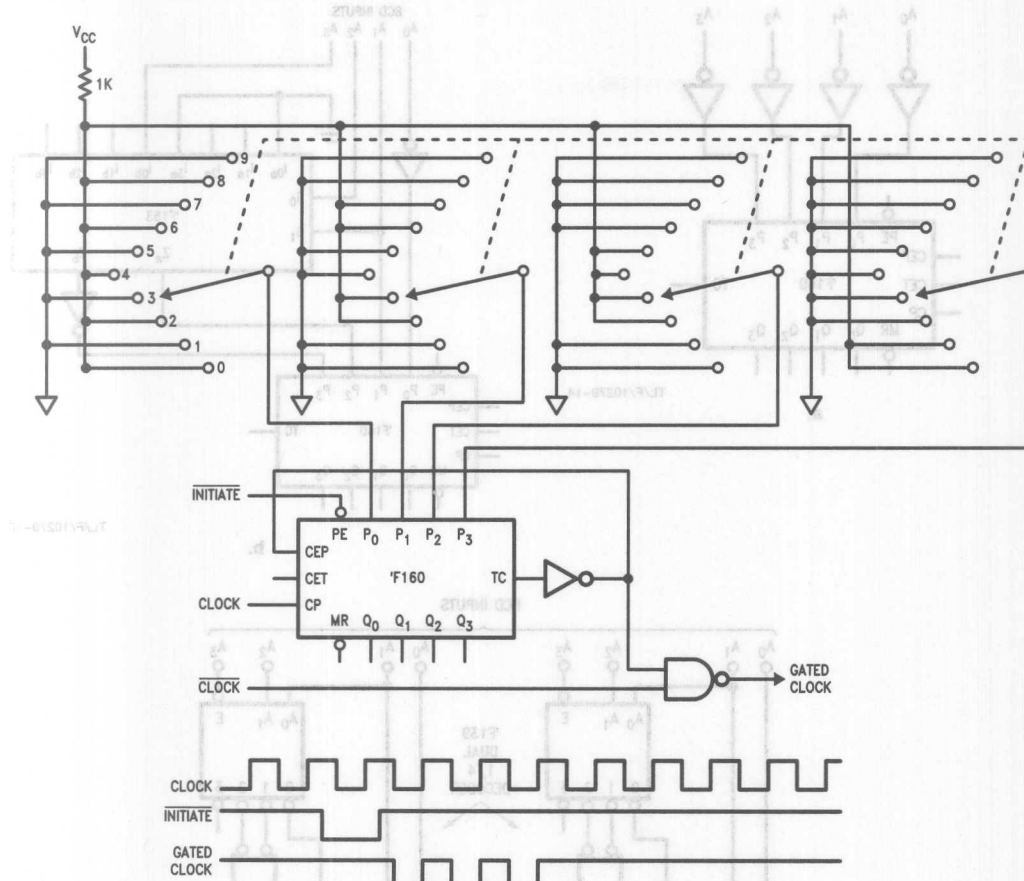 VCC
1K
9
8
7
6
5
4
3
2
1
0
INITIATE
PE P0 P1 P2 P3
CEP
CET 'F160 TC
CLOCK CP
MR Q0 Q1 Q2 Q3
CLOCK
GATED
CLOCK
CLOCK
INITIATE
GATED
CLOCK